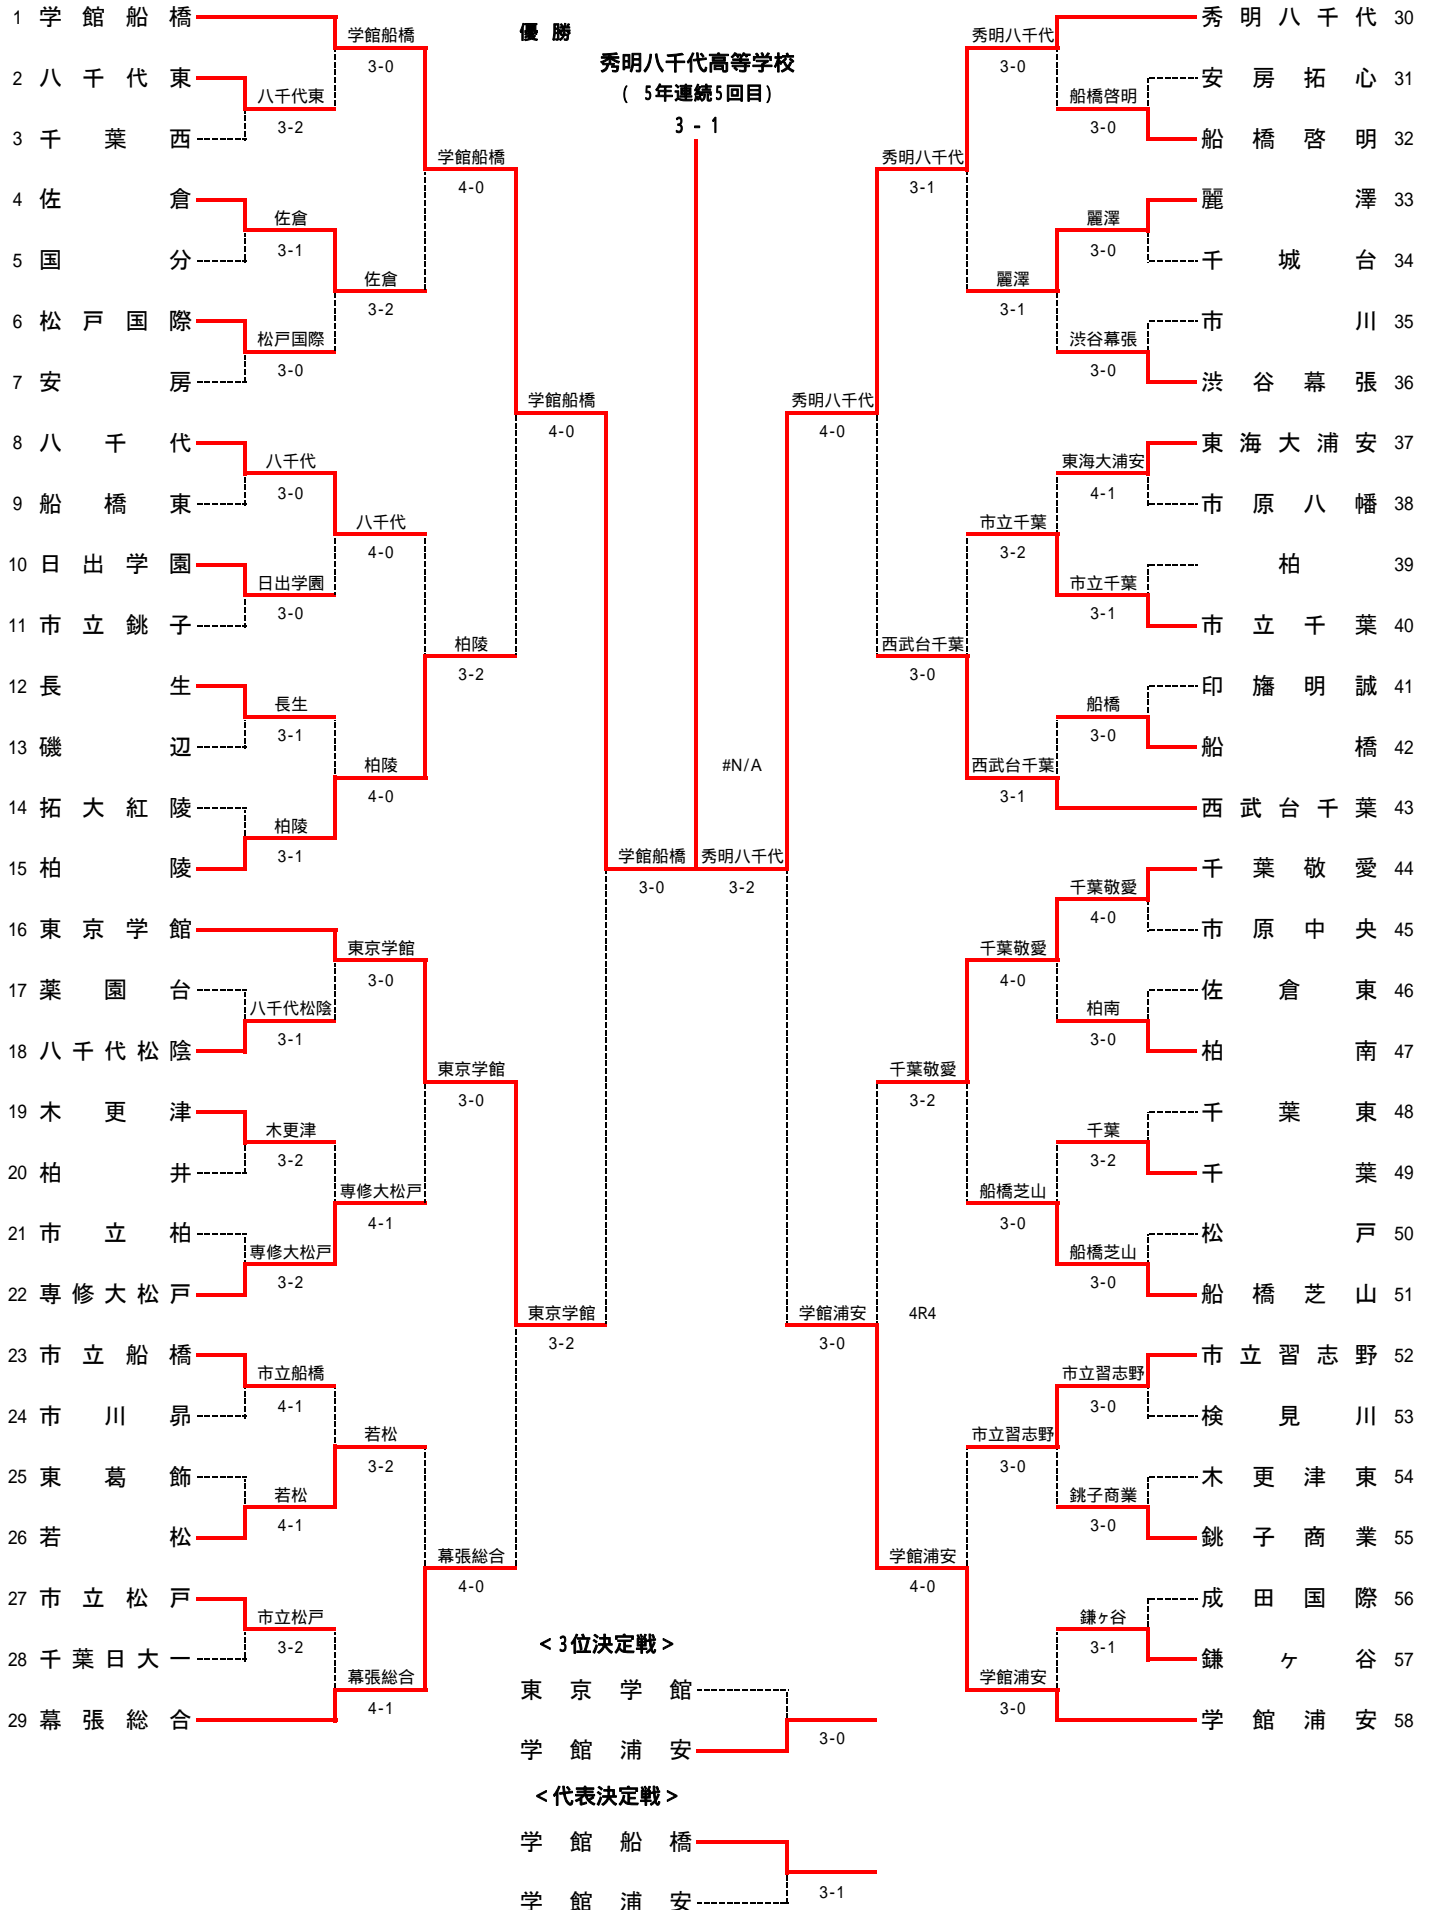 優勝
秀明八千代高等学校
( 5年連続5回目)
3 - 1
1 学館船橋
2 八千代東
3 千葉西
4 佐倉
5 国分
6 松戸国際
7 安房
8 八千代
9 船橋東
10 日出学園
11 市立銚子
12 長生
13 磯辺
14 拓大紅陵
15 柏陵
16 東京学館
17 薬園台
18 八千代松陰
19 木更津
20 柏井
21 市立柏
22 専修大松戸
23 市立船橋
24 市川昴
25 東葛飾
26 若松
27 市立松戸
28 千葉日大一
29 幕張総合
八千代東
3-2
佐倉
3-1
松戸国際
3-0
八千代
3-0
日出学園
3-0
長生
3-1
柏陵
3-1
八千代松陰
3-1
木更津
3-2
専修大松戸
3-2
市立船橋
4-1
若松
4-1
市立松戸
3-2
学館船橋
3-0
佐倉
3-2
八千代
4-0
柏陵
4-0
東京学館
3-0
専修大松戸
4-1
若松
3-2
幕張総合
4-1
学館船橋
4-0
柏陵
3-2
東京学館
3-0
幕張総合
4-0
学館船橋
4-0
東京学館
3-2
学館船橋
3-0
#N/A
秀明八千代
3-2
秀明八千代
4-0
学館浦安
3-0
秀明八千代
3-1
西武台千葉
3-0
千葉敬愛
3-2
4R4
学館浦安
4-0
秀明八千代
3-0
麗澤
3-1
市立千葉
3-2
西武台千葉
3-1
千葉敬愛
4-0
船橋芝山
3-0
市立習志野
3-0
学館浦安
3-0
船橋啓明
3-0
麗澤
3-0
渋谷幕張
3-0
東海大浦安
4-1
市立千葉
3-1
船橋
3-0
千葉敬愛
4-0
柏南
3-0
千葉
3-2
船橋芝山
3-0
市立習志野
3-0
銚子商業
3-0
鎌ヶ谷
3-1
秀明八千代 30
安房拓心 31
船橋啓明 32
麗澤 33
千城台 34
市川 35
渋谷幕張 36
東海大浦安 37
市原八幡 38
柏 39
市立千葉 40
印旛明誠 41
船橋 42
西武台千葉 43
千葉敬愛 44
市原中央 45
佐倉東 46
柏南 47
千葉東 48
千葉 49
松戸 50
船橋芝山 51
市立習志野 52
検見川 53
木更津東 54
銚子商業 55
成田国際 56
鎌ヶ谷 57
学館浦安 58
<3位決定戦>
東京学館
学館浦安
3-0
<代表決定戦>
学館船橋
学館浦安
3-1